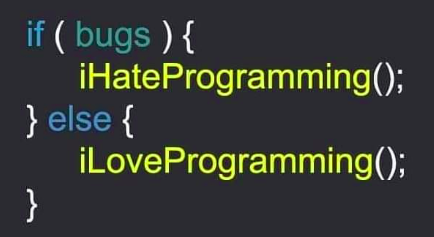 if ( bugs ) {
iHateProgramming();
} else {
iLoveProgramming();
}